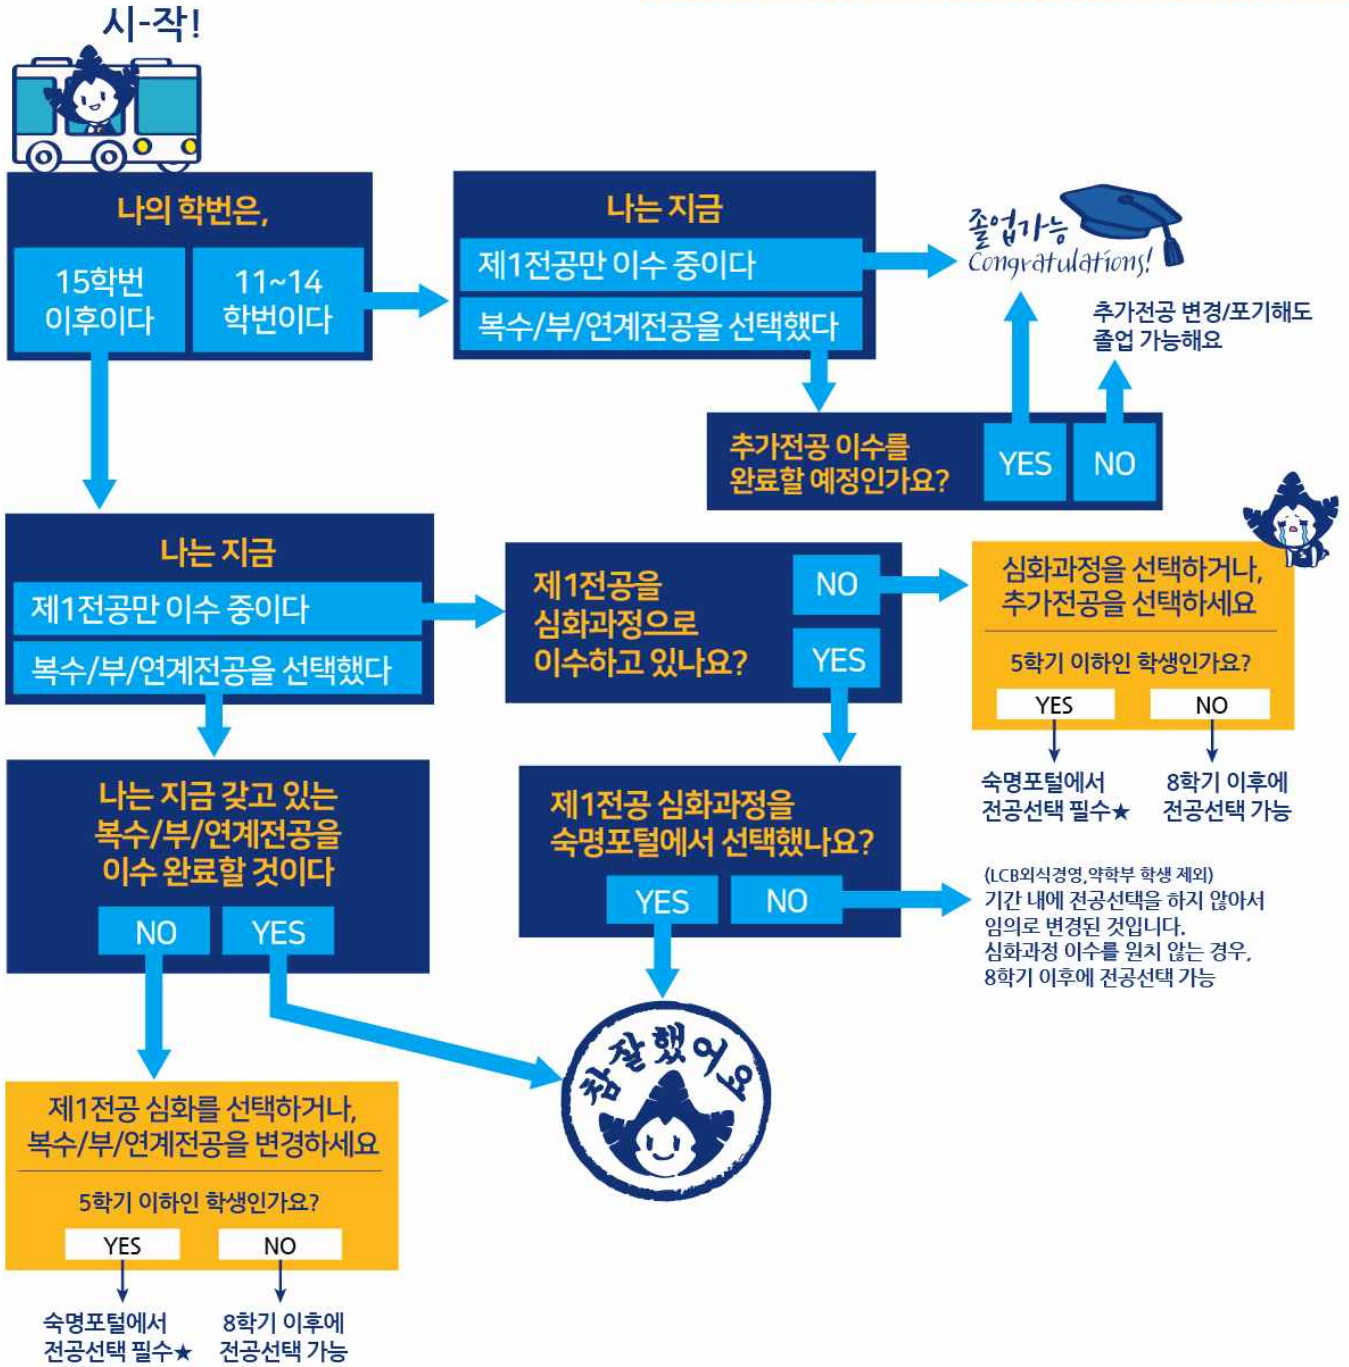 시-작!
나의 학번은,
15학번
이후이다
11~14
학번이다
나는 지금
제1전공만 이수 중이다
복수/부/연계전공을 선택했다
졸업가능
Congratulations!
추가전공 변경/포기해도
졸업 가능해요
추가전공 이수를
완료할 예정인가요?
YES
NO
나는 지금
제1전공만 이수 중이다
복수/부/연계전공을 선택했다
제1전공을
심화과정으로
이수하고 있나요?
NO
YES
심화과정을 선택하거나,
추가전공을 선택하세요
5학기 이하인 학생인가요?
YES
NO
숙명포털에서
전공선택 필수★
8학기 이후에
전공선택 가능
나는 지금 갖고 있는
복수/부/연계전공을
이수 완료할 것이다
NO
YES
제1전공 심화과정을
숙명포털에서 선택했나요?
YES
NO
(LCB외식경영,약학부 학생 제외)
기간 내에 전공선택을 하지 않아서
임의로 변경된 것입니다.
심화과정 이수를 원치 않는 경우,
8학기 이후에 전공선택 가능
참 잘했어요
제1전공 심화를 선택하거나,
복수/부/연계전공을 변경하세요
5학기 이하인 학생인가요?
YES
NO
숙명포털에서
전공선택 필수★
8학기 이후에
전공선택 가능